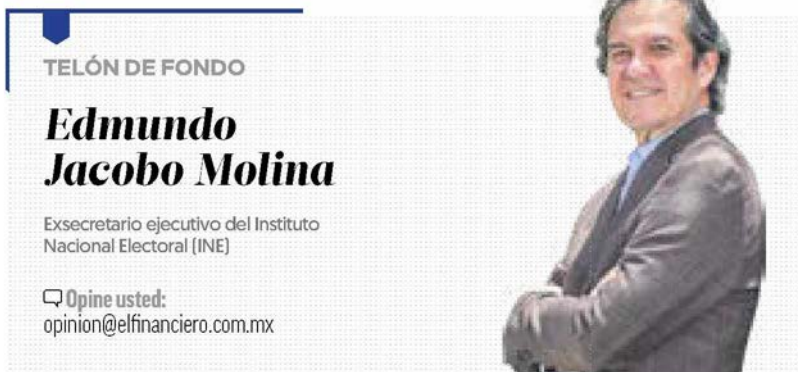 TELÓN DE FONDO
Edmundo
Jacobo Molina
Exsecretario ejecutivo del Instituto
Nacional Electoral (INE)
Opine usted:
opinion@elfinanciero.com.mx